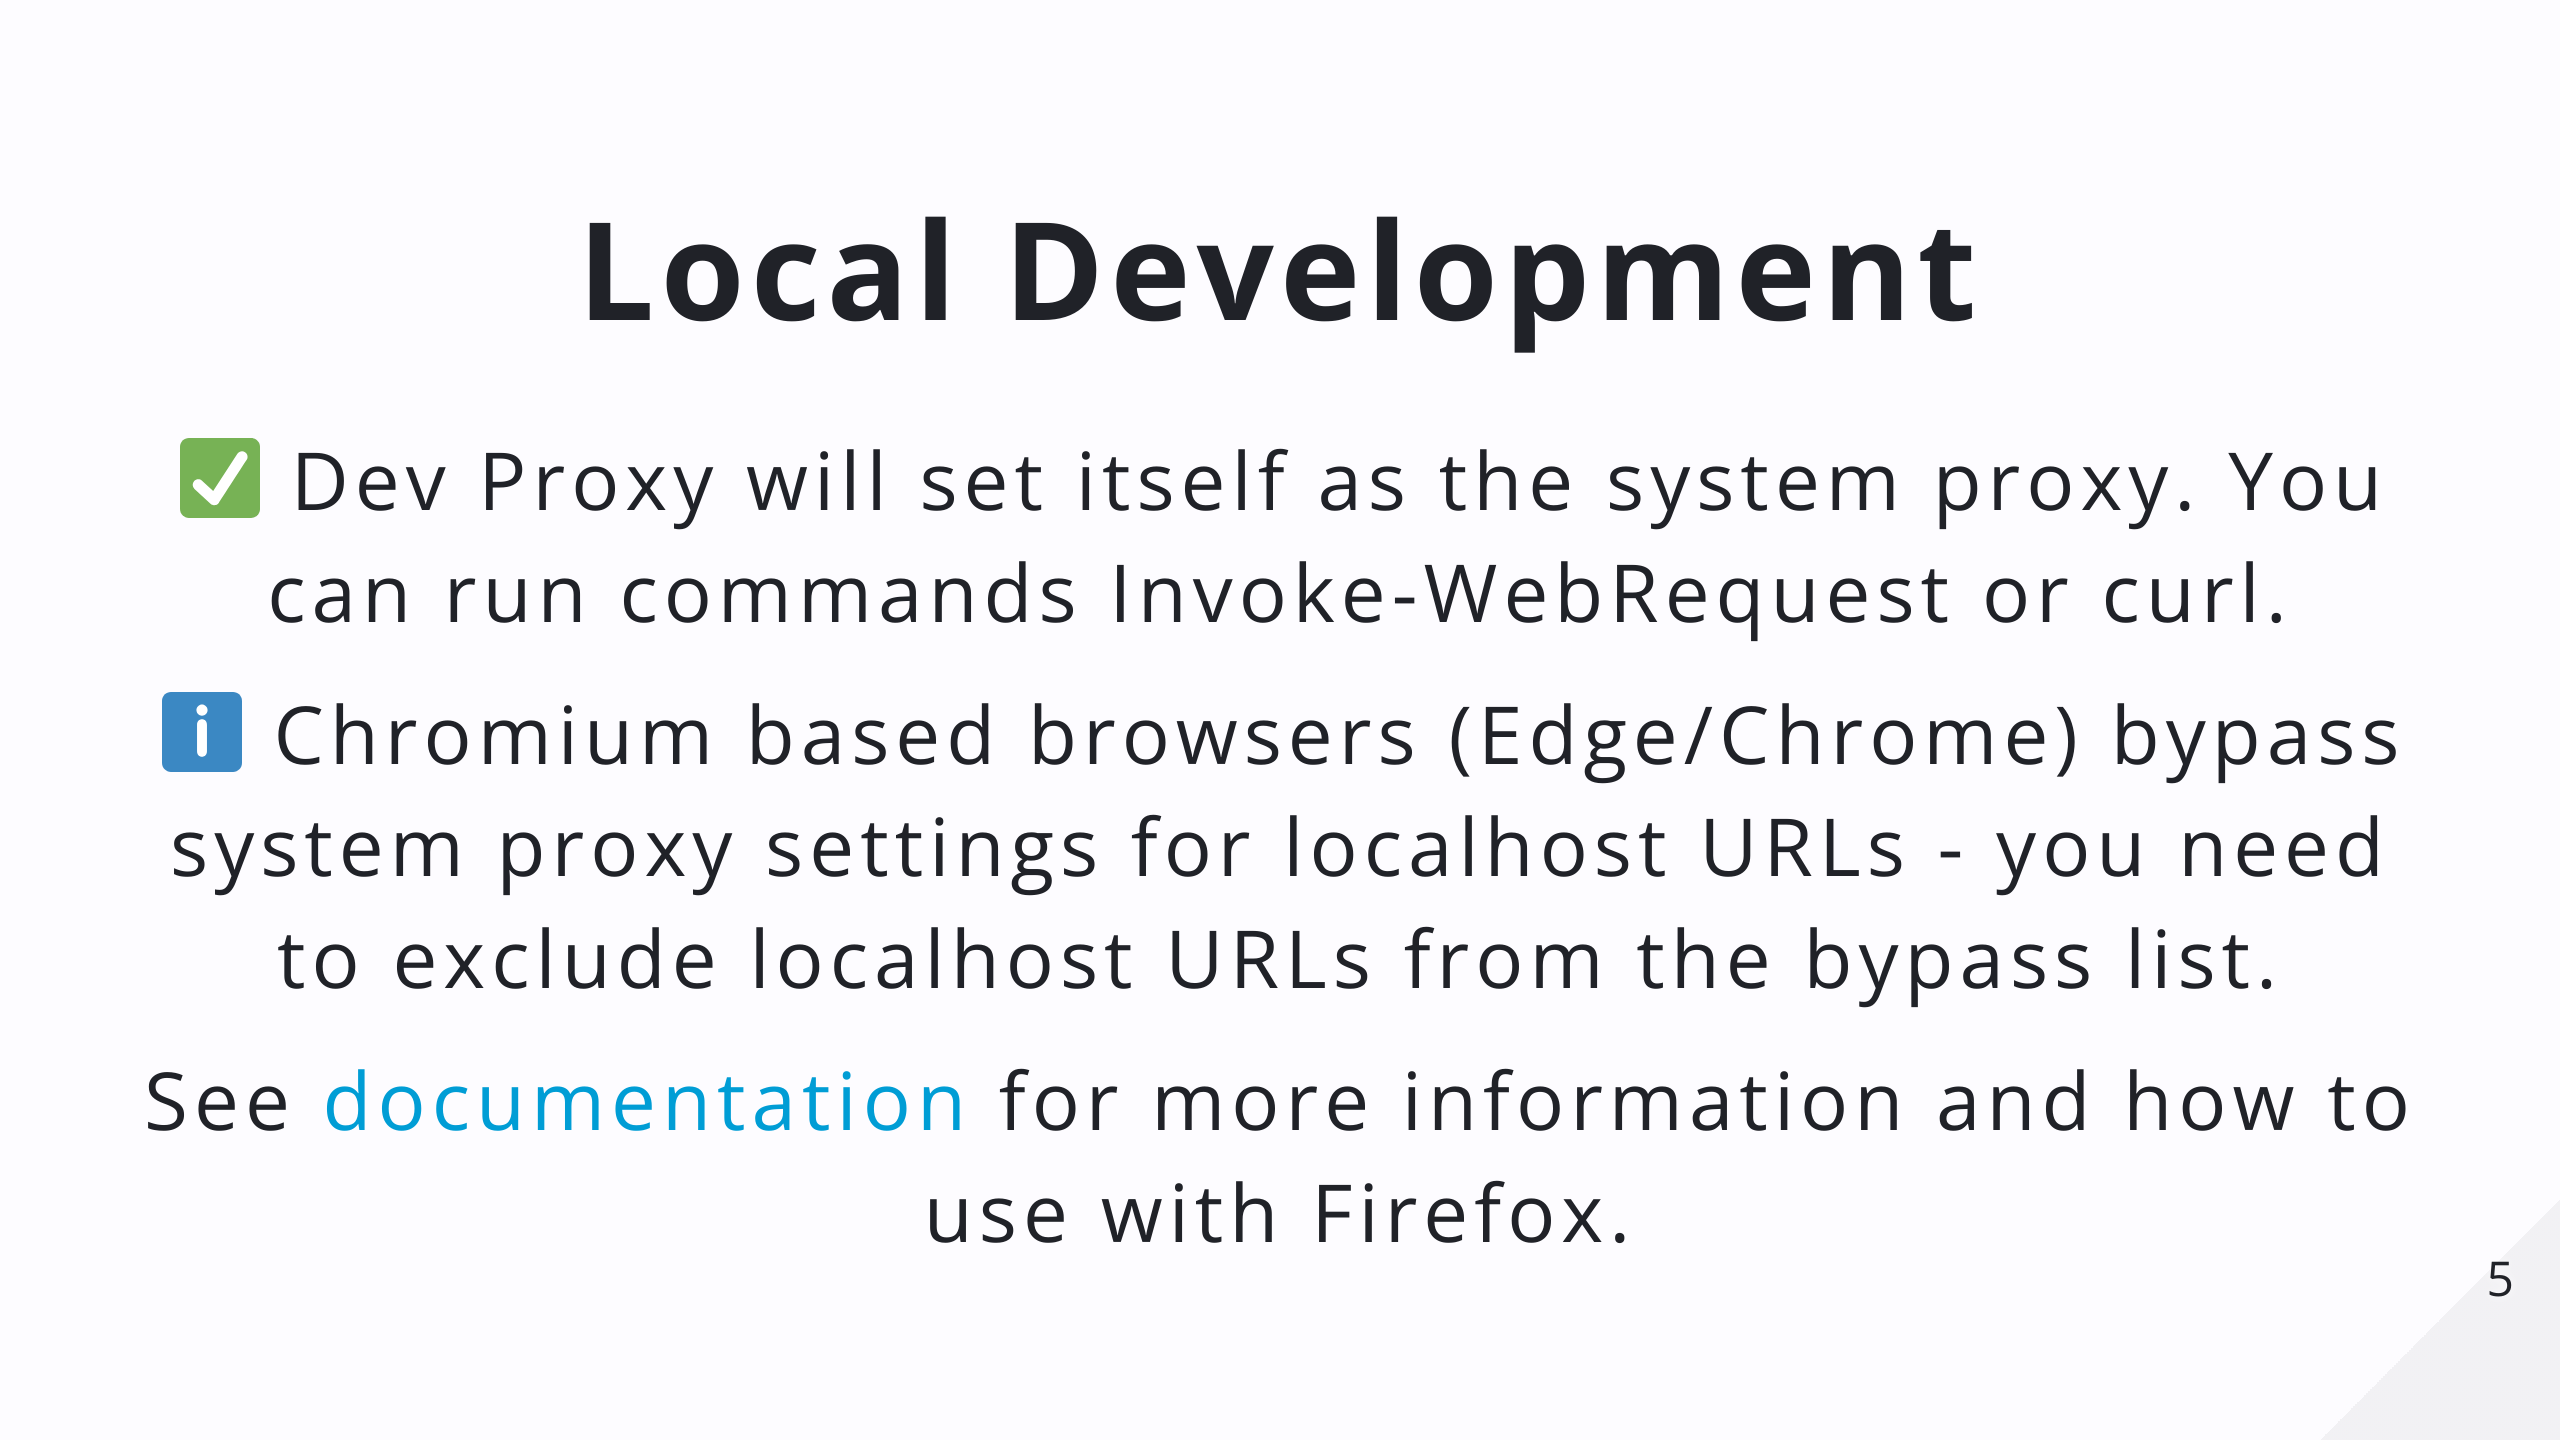 Local Development
✅ Dev Proxy will set itself as the system proxy. You
can run commands Invoke-WebRequest or curl.
ℹ️ Chromium based browsers (Edge/Chrome) bypass
system proxy settings for localhost URLs - you need
to exclude localhost URLs from the bypass list.
See documentation for more information and how to
use with Firefox.
5